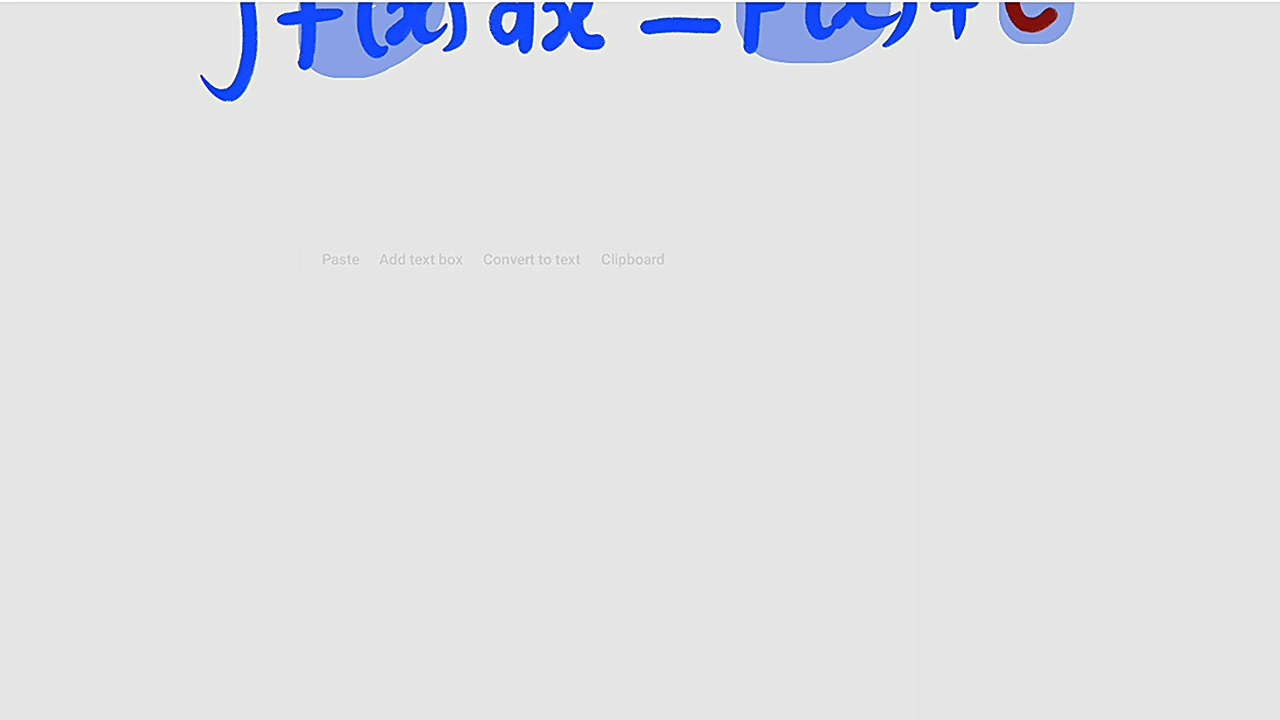 ∫f(x) dx = F(x) + c
Paste Add text box Convert to text Clipboard